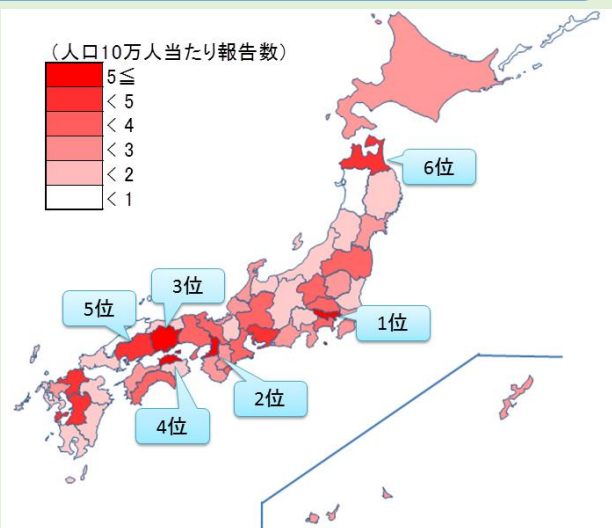 (人口10万人当たり報告数)
5≦
< 5
< 4
< 3
< 2
< 1
6位
3位
5位
1位
2位
4位